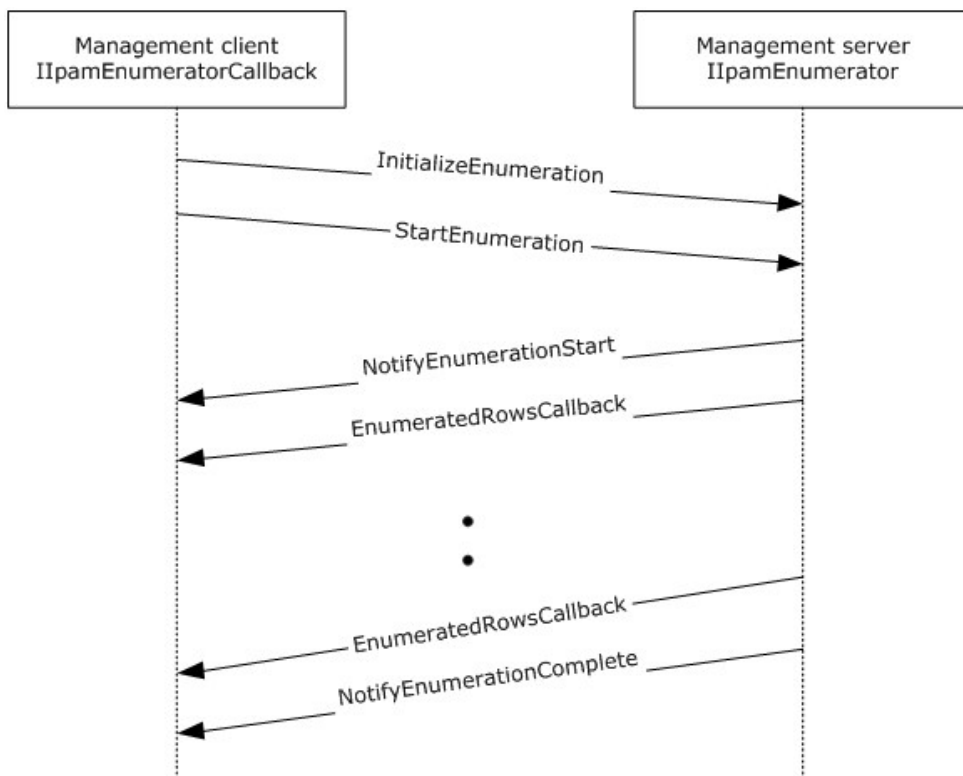 Management client
IIpamEnumeratorCallback
Management server
IIpamEnumerator
InitializeEnumeration
StartEnumeration
NotifyEnumerationStart
EnumeratedRowsCallback
EnumeratedRowsCallback
NotifyEnumerationComplete